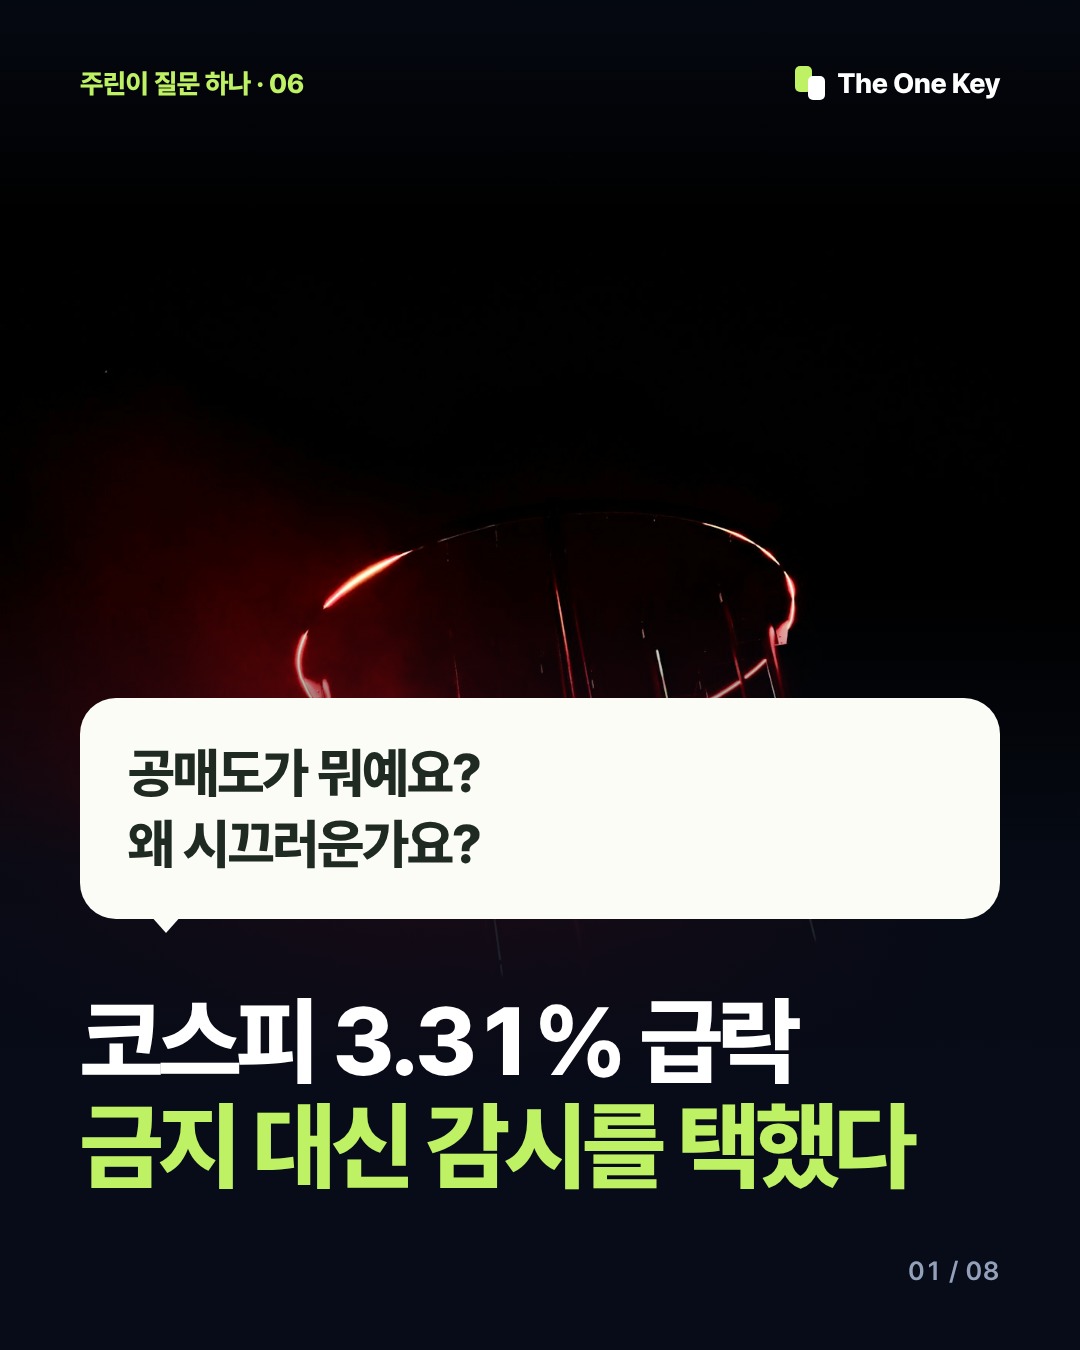 주린이 질문 하나 · 06
The One Key
공매도가 뭐예요?
왜 시끄러운가요?
코스피 3.31% 급락
금지 대신 감시를 택했다
01 / 08